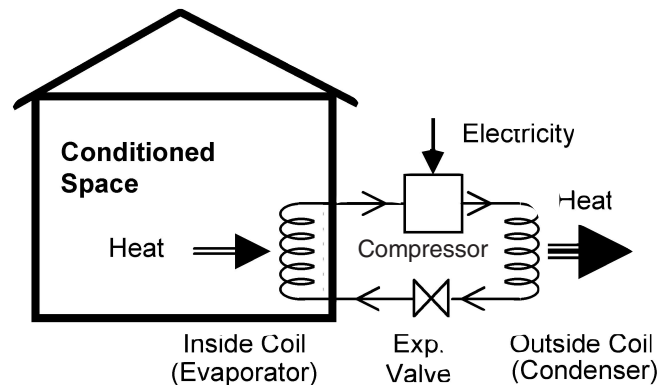 Conditioned
Space
Electricity
Heat
Heat
Compressor
Inside Coil
(Evaporator)
Exp.
Valve
Outside Coil
(Condenser)